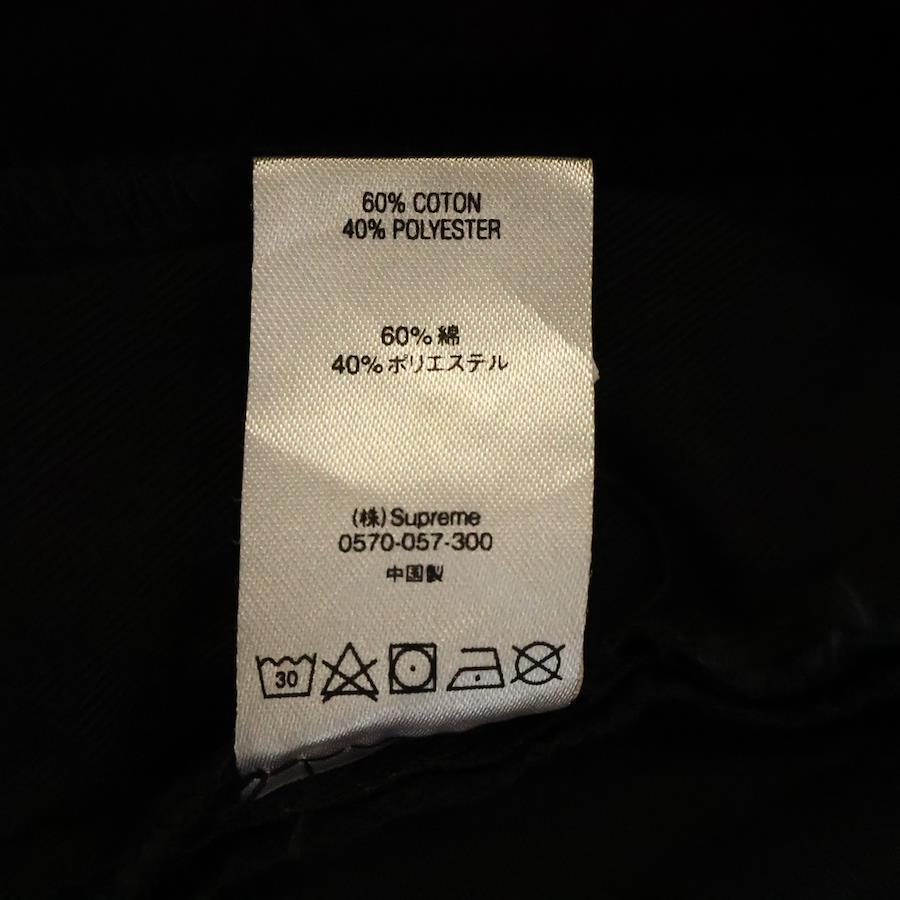 60% COTON
40% POLYESTER
60%綿
40%ポリエステル
(株)Supreme
0570-057-300
中国製
30